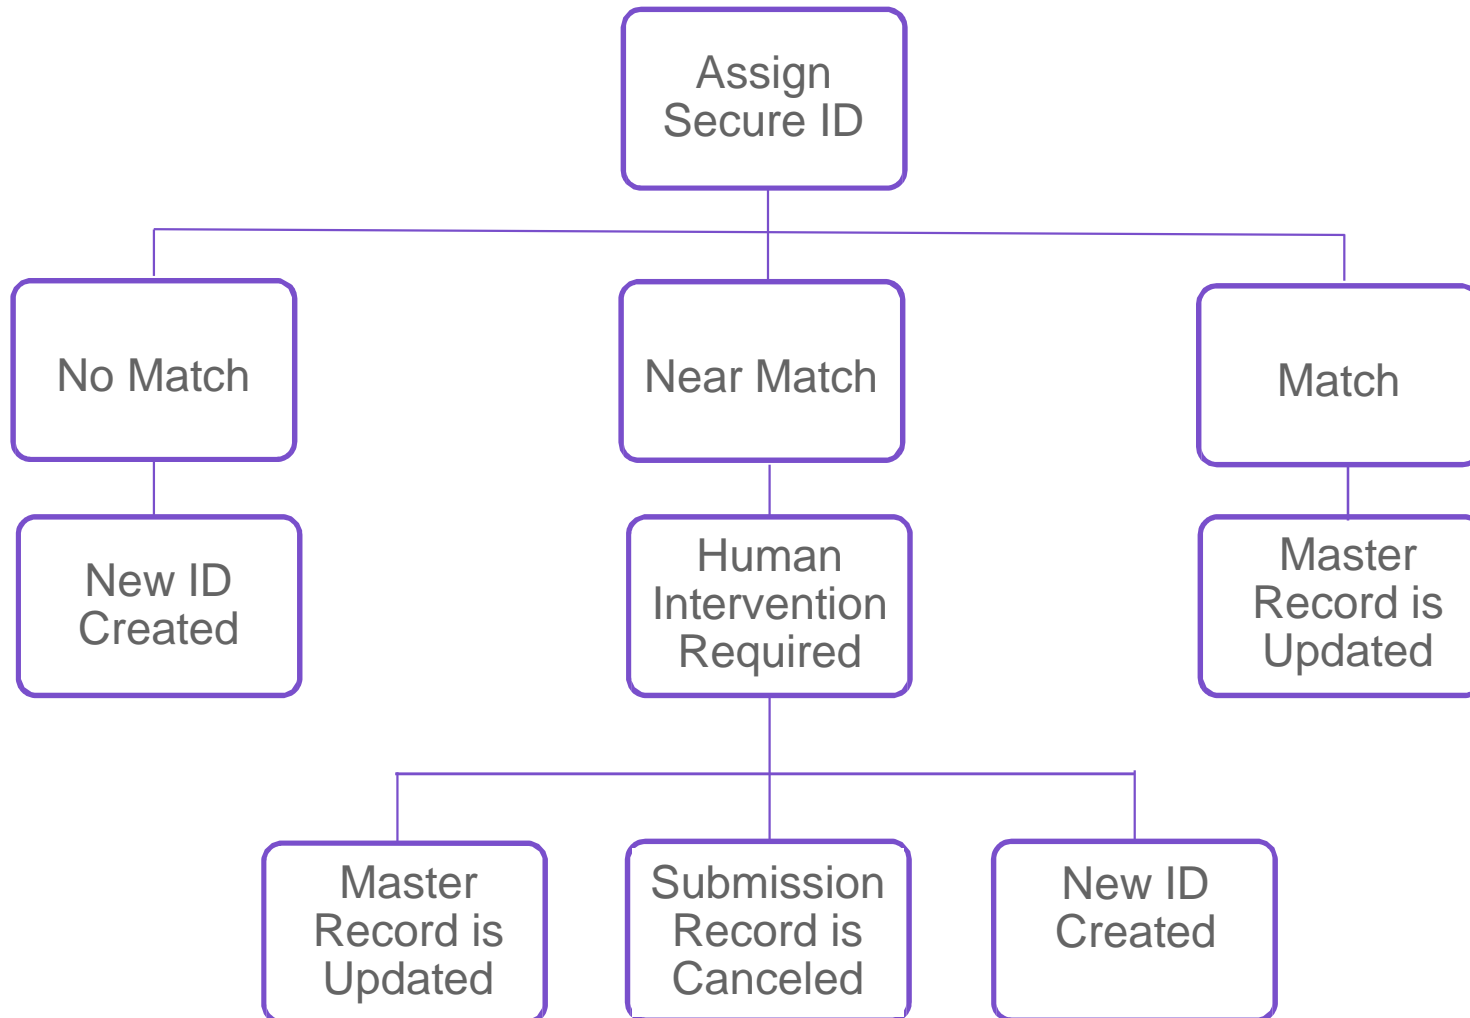 Assign
Secure ID
No Match
Near Match
Match
New ID
Created
Human
Intervention
Required
Master
Record is
Updated
Master
Record is
Updated
Submission
Record is
Canceled
New ID
Created